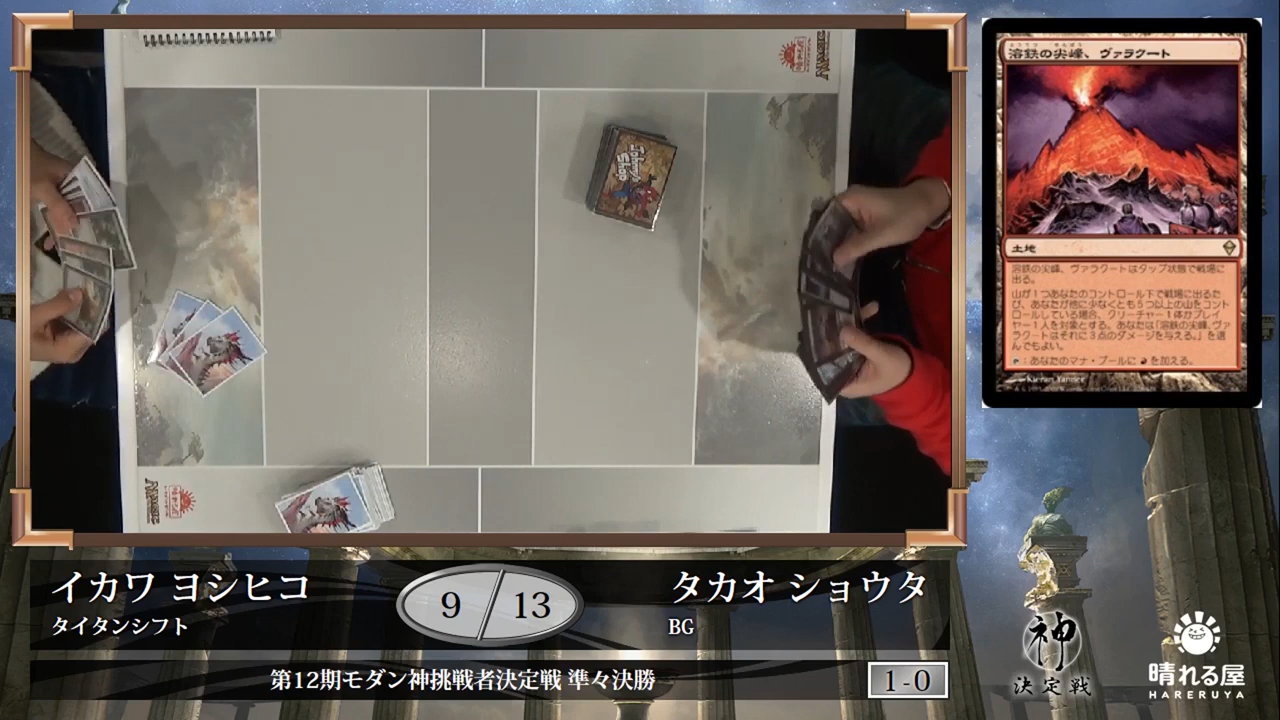 溶鉄の尖峰、ヴァラクート
土地
溶鉄の尖峰、ヴァラクートはタップ状態で戦場に
出る。
山が1つあなたのコントロール下で戦場に出るた
び、あなたが他に少なくとも5つ以上の山をコント
ロールしている場合、クリーチャー1体かプレイ
ヤー1人を対象とする。あなたは「溶鉄の尖峰、ヴァ
ラクートはそれに3点のダメージを与える。」を選
んでもよい。
：あなたのマナ・プールに を加える。
Kieran Yanner
Johnny's
Shop
イカワ ヨシヒコ
タイタンシフト
9 / 13
タカオ ショウタ
BG
第12期モダン神挑戦者決定戦 準々決勝
1-0
神
決定戦
晴れる屋
HARERUYA